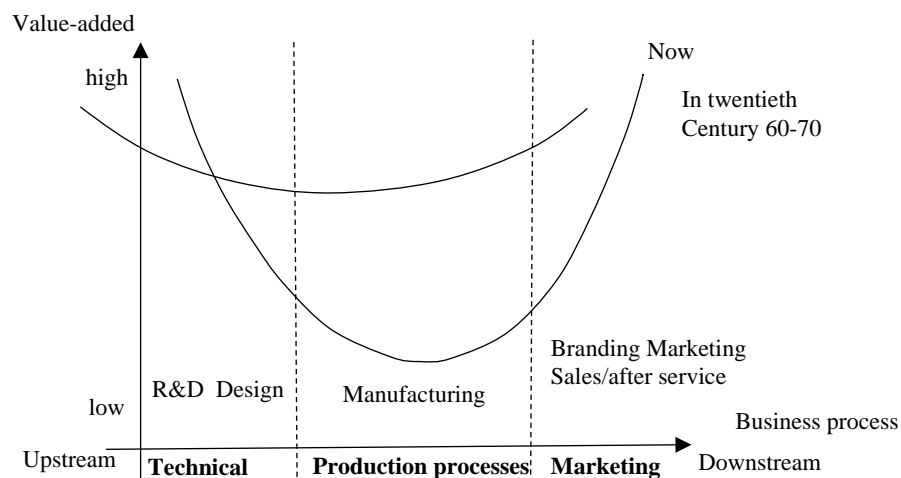 Value-added
Now
high
In twentieth
Century 60-70
Branding Marketing
Sales/after service
R&D Design
Manufacturing
low
Business process
Upstream
Technical
Production processes
Marketing
Downstream